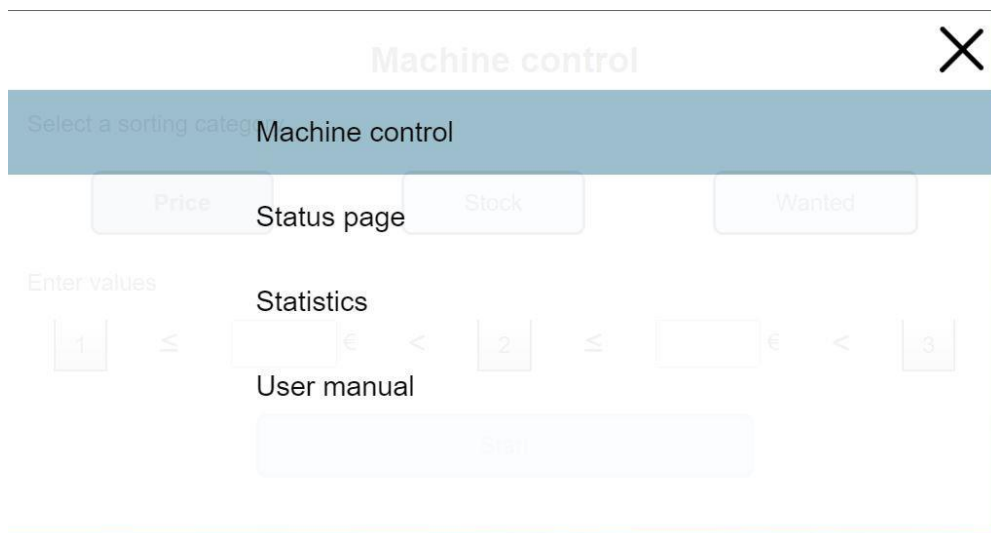 Machine control
Select a sorting category
Machine control
Price Stock Wanted
Status page
Enter values
Statistics
1 ≤ € < 2 ≤ € < 3
User manual
Start